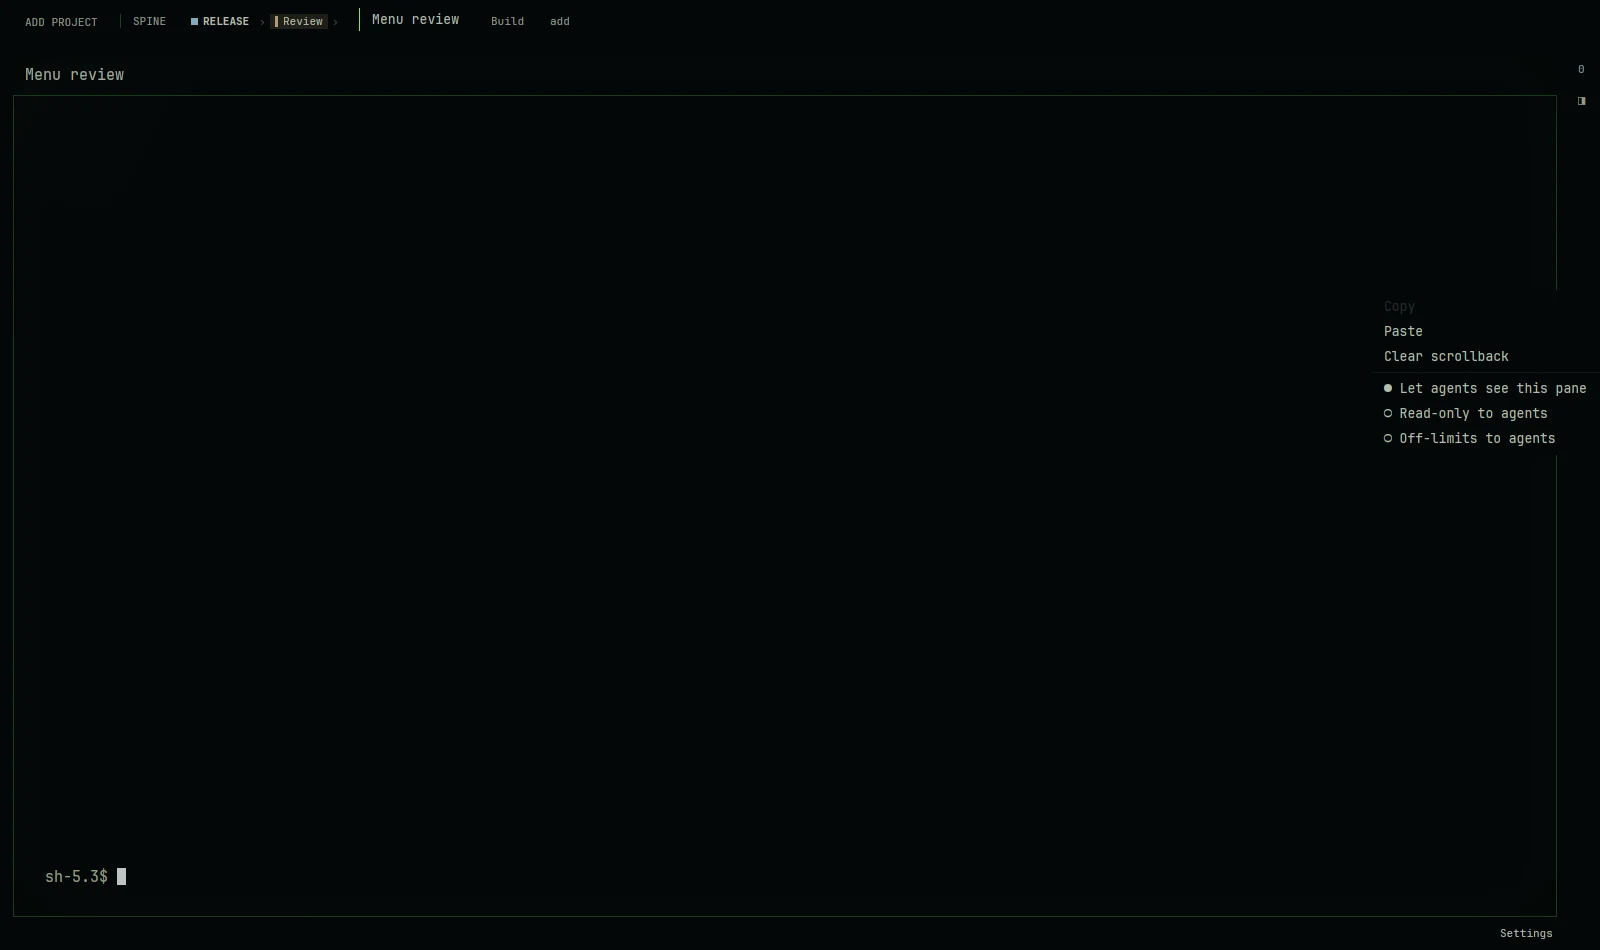 ADD PROJECT SPINE RELEASE › Review › Menu review Build add
Menu review
0
Copy
Paste
Clear scrollback
Let agents see this pane
Read-only to agents
Off-limits to agents
sh-5.3$
Settings